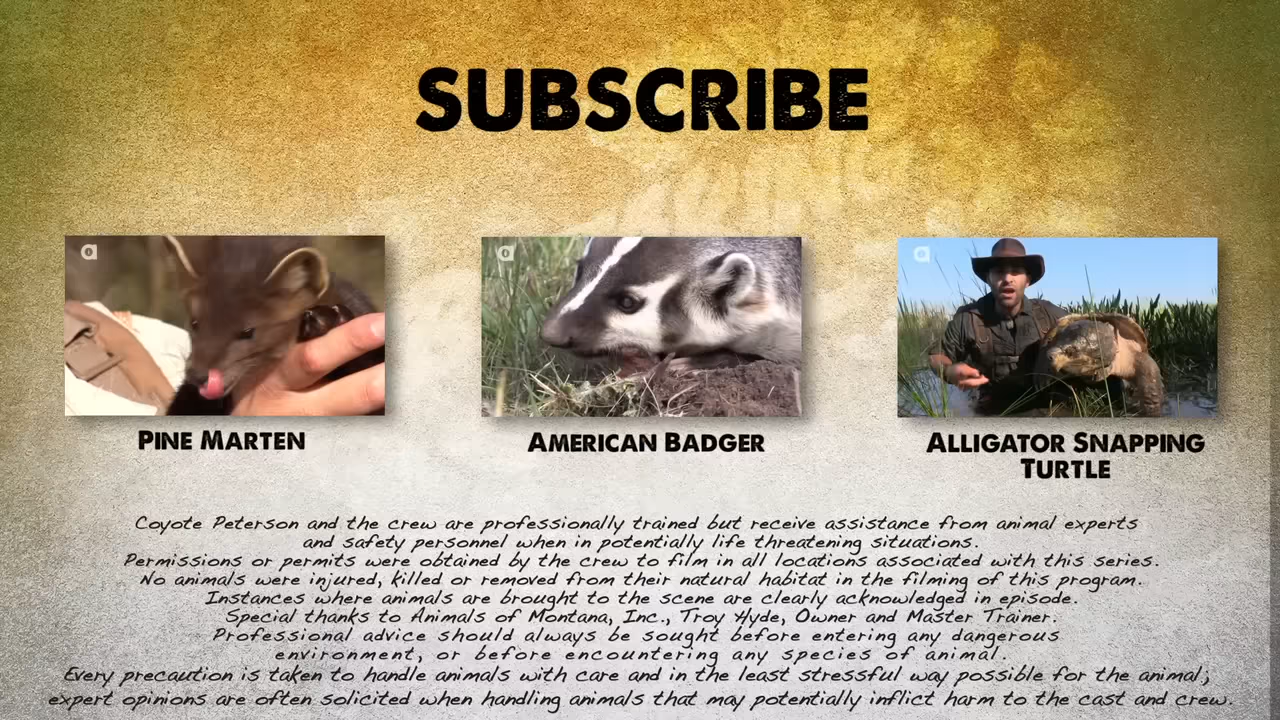 SUBSCRIBE
PINE MARTEN
AMERICAN BADGER
ALLIGATOR SNAPPING
TURTLE
Coyote Peterson and the crew are professionally trained but receive assistance from animal experts
and safety personnel when in potentially life threatening situations.
Permissions or permits were obtained by the crew to film in all locations associated with this series.
No animals were injured, killed or removed from their natural habitat in the filming of this program.
Instances where animals are brought to the scene are clearly acknowledged in episode.
Special thanks to Animals of Montana, Inc., Troy Hyde, Owner and Master Trainer.
Professional advice should always be sought before entering any dangerous
environment, or before encountering any species of animal.
Every precaution is taken to handle animals with care and in the least stressful way possible for the animal;
expert opinions are often solicited when handling animals that may potentially inflict harm to the cast and crew.